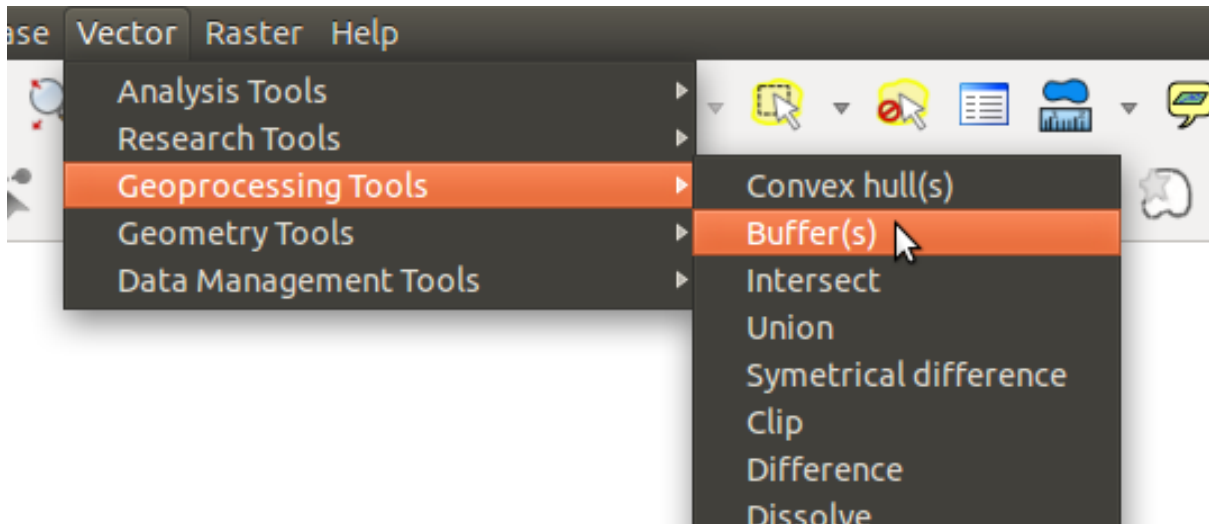 ase Vector Raster Help
Analysis Tools
Research Tools
Geoprocessing Tools
Geometry Tools
Data Management Tools
Convex hull(s)
Buffer(s)
Intersect
Union
Symetrical difference
Clip
Difference
Dissolve